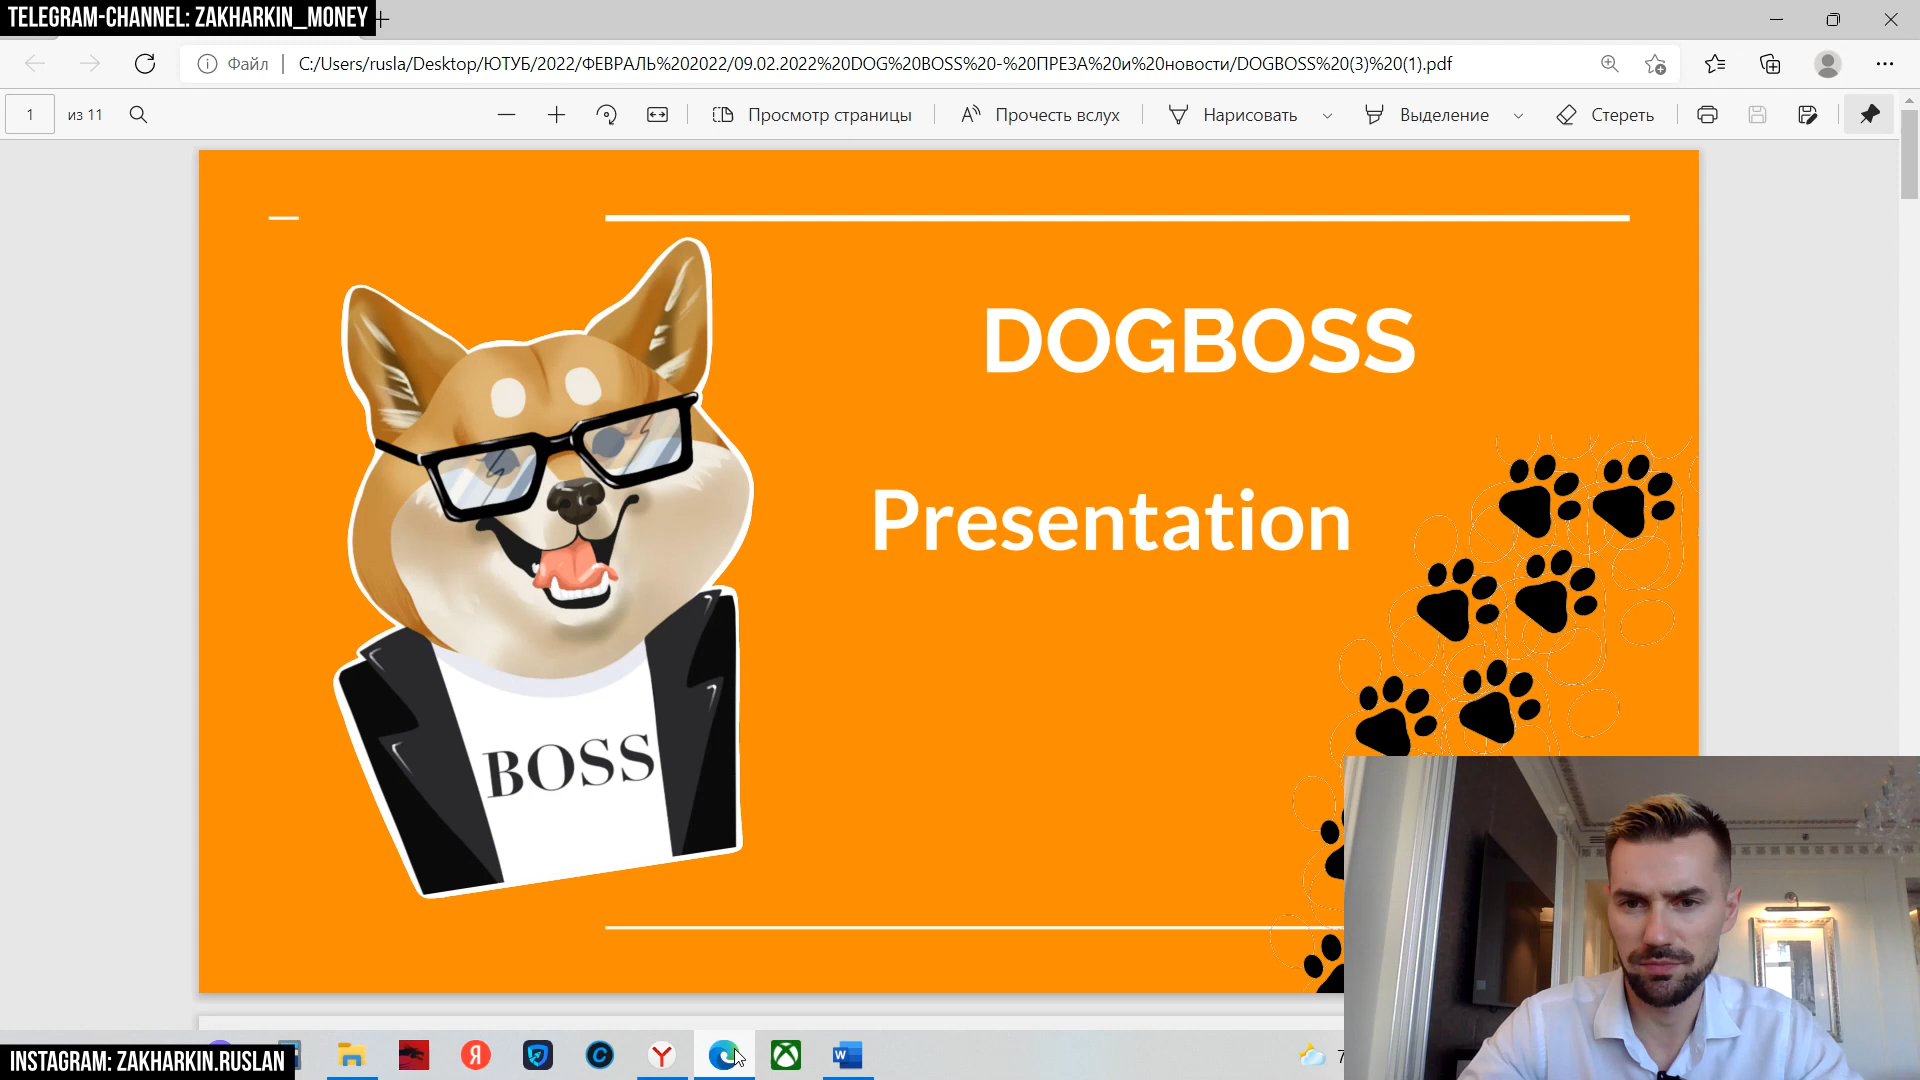 TELEGRAM-CHANNEL: ZAKHARKIN_MONEY
Файл
C:/Users/rusla/Desktop/ЮТУБ/2022/ФЕВРАЛЬ%202022/09.02.2022%20DOG%20BOSS%20-%20ПРЕЗА%20и%20новости/DOGBOSS%20(3)%20(1).pdf
1 из 11
Просмотр страницы
Прочесть вслух
Нарисовать
Выделение
Стереть
DOGBOSS
Presentation
BOSS
INSTAGRAM: ZAKHARKIN.RUSLAN
Я
C
Y
W
7